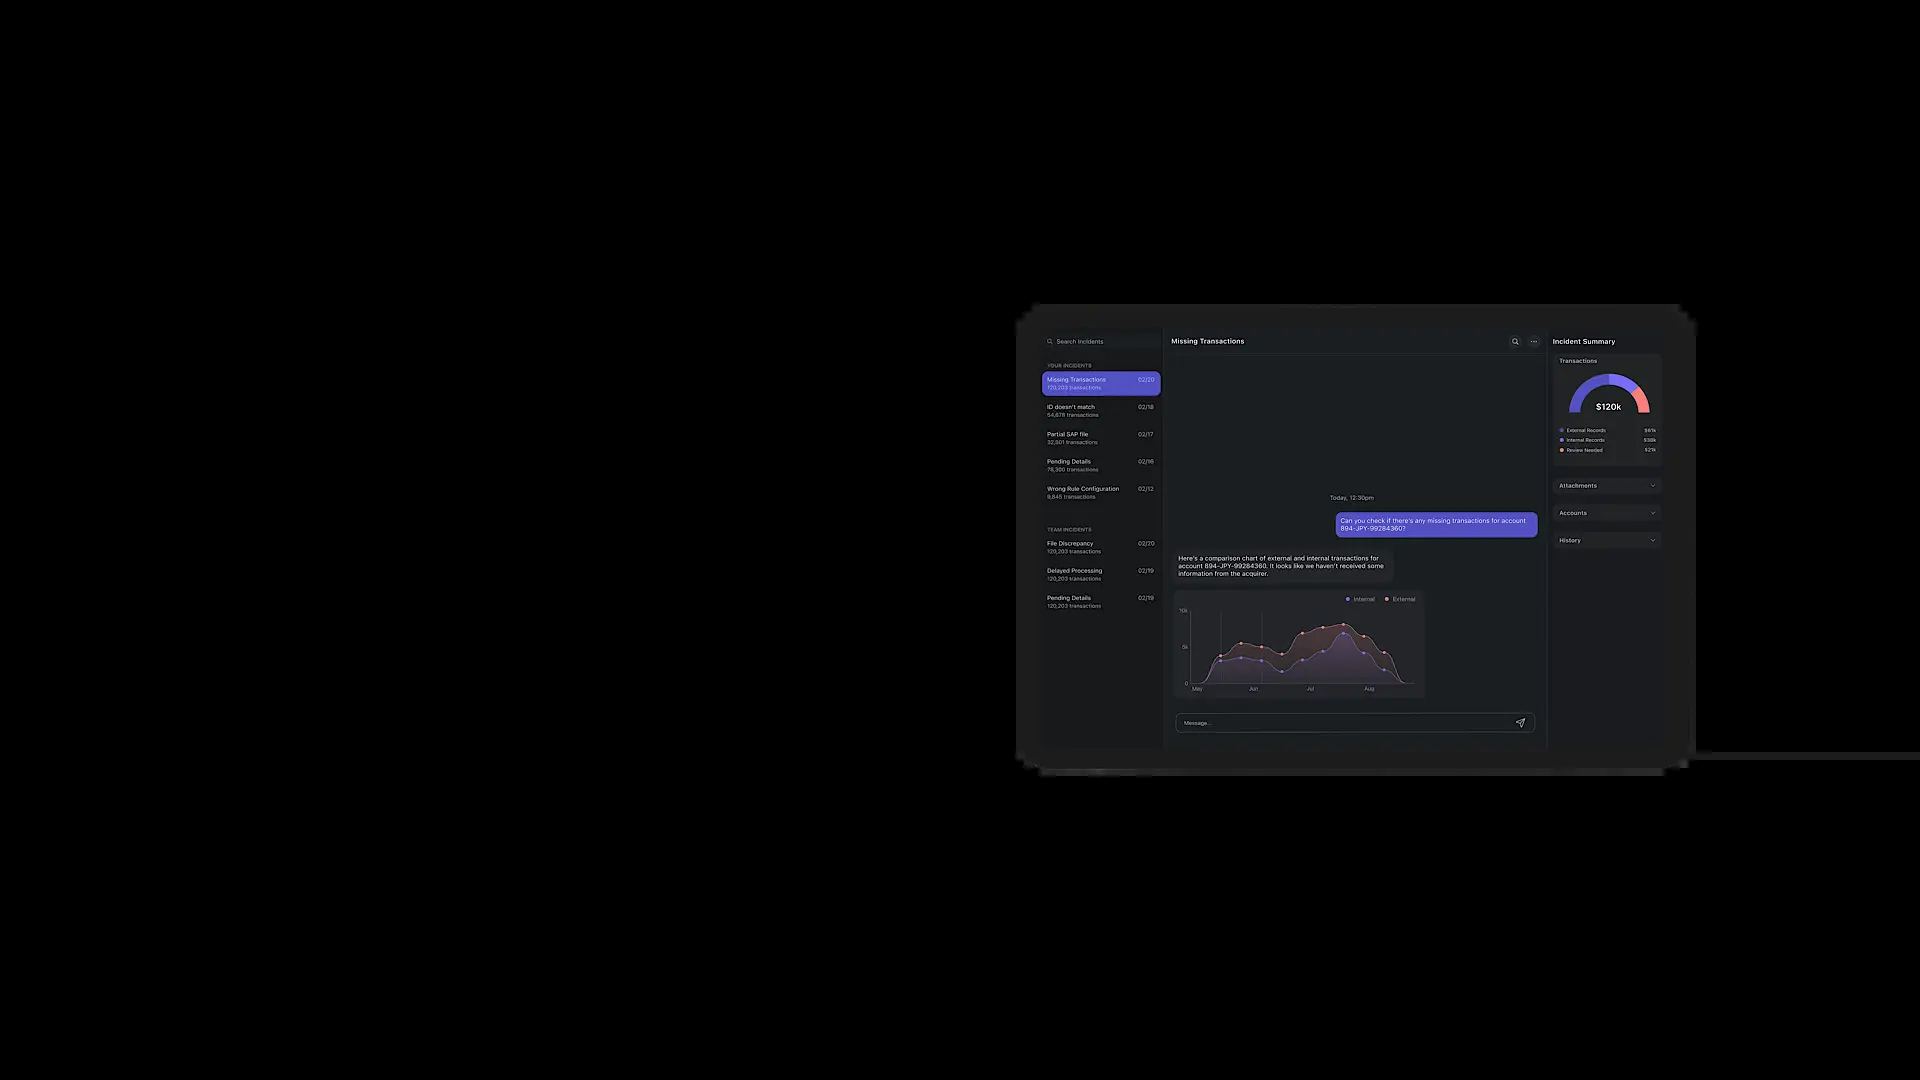 Search Incidents
YOUR INCIDENTS
Missing Transactions 02/20
120,203 transactions
ID doesn't match 02/18
54,678 transactions
Partial SAP file 02/17
32,801 transactions
Pending Details 02/16
78,300 transactions
Wrong Rule Configuration 02/12
9,845 transactions
TEAM INCIDENTS
File Discrepancy 02/20
120,203 transactions
Delayed Processing 02/19
120,203 transactions
Pending Details 02/19
120,203 transactions
Missing Transactions
Today, 12:30pm
Can you check if there's any missing transactions for account
894-JPY-99284360?
Here's a comparison chart of external and internal transactions for
account 894-JPY-99284360. It looks like we haven't received some
information from the acquirer.
Internal External
10k
5k
0
May Jun Jul Aug
Message...
Incident Summary
Transactions
$120k
External Records $61k
Internal Records $38k
Review Needed $21k
Attachments
Accounts
History